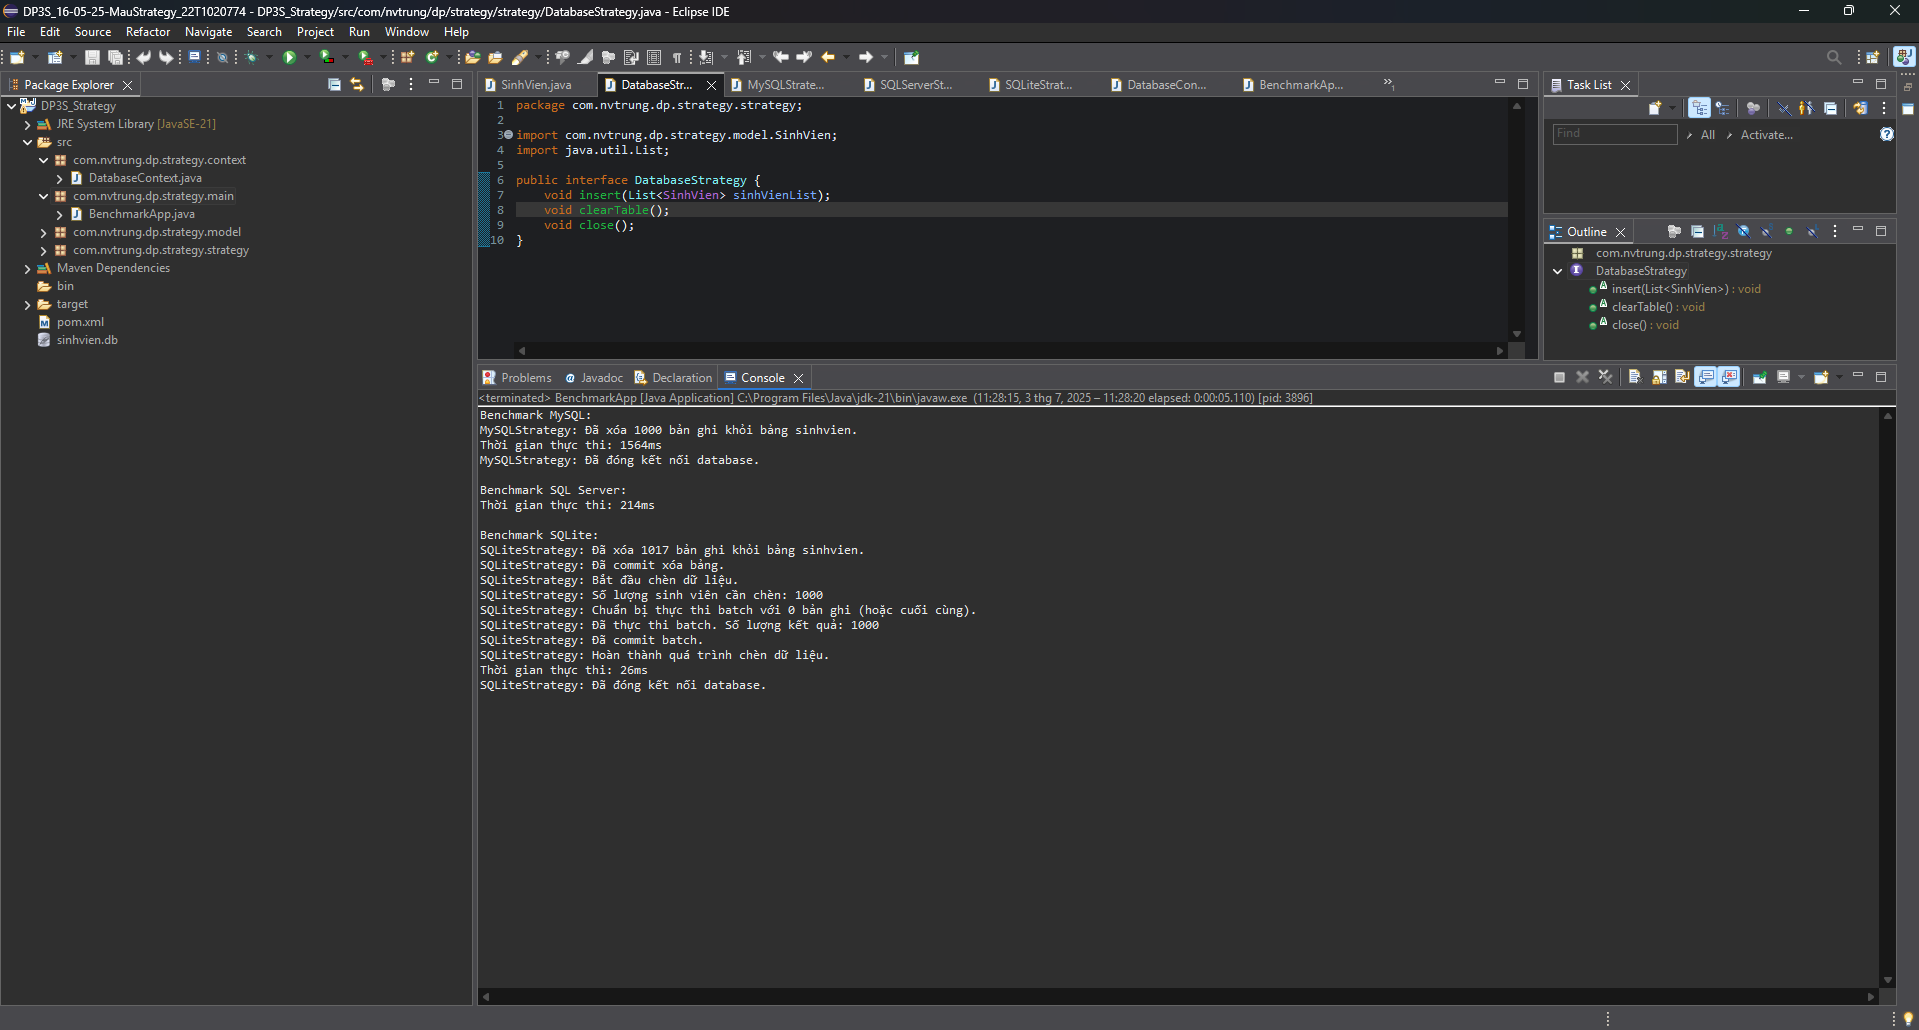 DP3S_16-05-25-MauStrategy_22T1020774 - DP3S_Strategy/src/com/nvtrung/dp/strategy/strategy/DatabaseStrategy.java - Eclipse IDE
File Edit Source Refactor Navigate Search Project Run Window Help
Package Explorer
DP3S_Strategy
JRE System Library [JavaSE-21]
src
com.nvtrung.dp.strategy.context
DatabaseContext.java
com.nvtrung.dp.strategy.main
BenchmarkApp.java
com.nvtrung.dp.strategy.model
com.nvtrung.dp.strategy.strategy
Maven Dependencies
bin
target
pom.xml
sinhvien.db
SinhVien.java DatabaseStr... MySQLStrate... SQLServerSt... SQLiteStrat... DatabaseCon... BenchmarkAp... »1
1 package com.nvtrung.dp.strategy.strategy;
2
3 import com.nvtrung.dp.strategy.model.SinhVien;
4 import java.util.List;
5
6 public interface DatabaseStrategy {
7 void insert(List<SinhVien> sinhVienList);
8 void clearTable();
9 void close();
10 }
Task List
Find All Activate...
Outline
com.nvtrung.dp.strategy.strategy
DatabaseStrategy
insert(List<SinhVien>) : void
clearTable() : void
close() : void
Problems Javadoc Declaration Console
<terminated> BenchmarkApp [Java Application] C:\Program Files\Java\jdk-21\bin\javaw.exe (11:28:15, 3 thg 7, 2025 – 11:28:20 elapsed: 0:00:05.110) [pid: 3896]
Benchmark MySQL:
MySQLStrategy: Đã xóa 1000 bản ghi khỏi bảng sinhvien.
Thời gian thực thi: 1564ms
MySQLStrategy: Đã đóng kết nối database.
Benchmark SQL Server:
Thời gian thực thi: 214ms
Benchmark SQLite:
SQLiteStrategy: Đã xóa 1017 bản ghi khỏi bảng sinhvien.
SQLiteStrategy: Đã commit xóa bảng.
SQLiteStrategy: Bắt đầu chèn dữ liệu.
SQLiteStrategy: Số lượng sinh viên cần chèn: 1000
SQLiteStrategy: Chuẩn bị thực thi batch với 0 bản ghi (hoặc cuối cùng).
SQLiteStrategy: Đã thực thi batch. Số lượng kết quả: 1000
SQLiteStrategy: Đã commit batch.
SQLiteStrategy: Hoàn thành quá trình chèn dữ liệu.
Thời gian thực thi: 26ms
SQLiteStrategy: Đã đóng kết nối database.